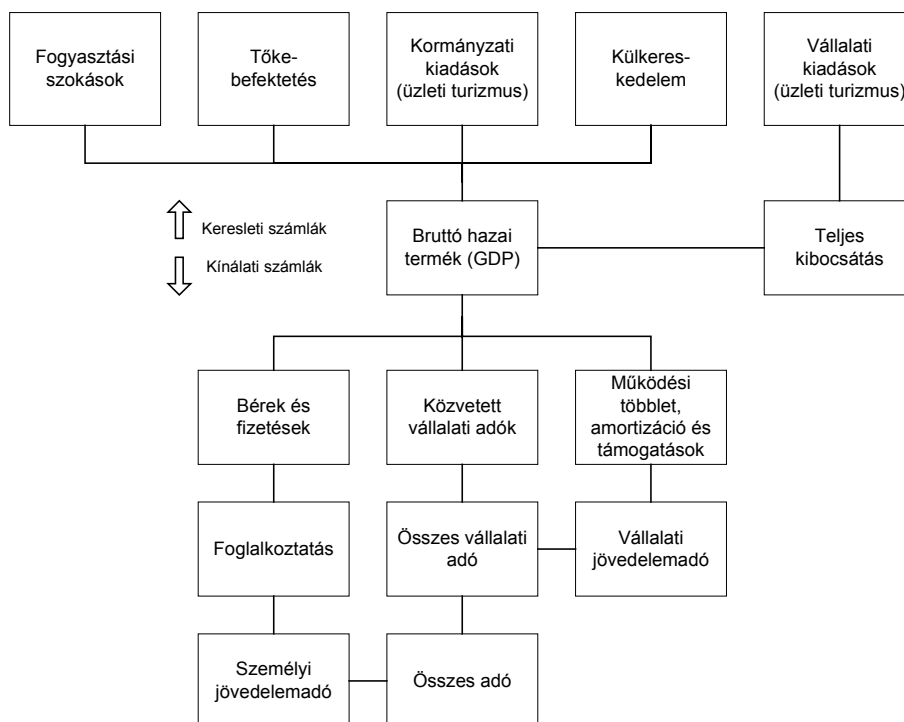 Fogyasztási
szokások
Tőke-
befektetés
Kormányzati
kiadások
(üzleti turizmus)
Külkeres-
kedelem
Vállalati
kiadások
(üzleti turizmus)
Keresleti számlák
Kínálati számlák
Bruttó hazai
termék (GDP)
Teljes
kibocsátás
Bérek és
fizetések
Közvetett
vállalati adók
Működési
többlet,
amortizáció és
támogatások
Foglalkoztatás
Összes vállalati
adó
Vállalati
jövedelemadó
Személyi
jövedelemadó
Összes adó